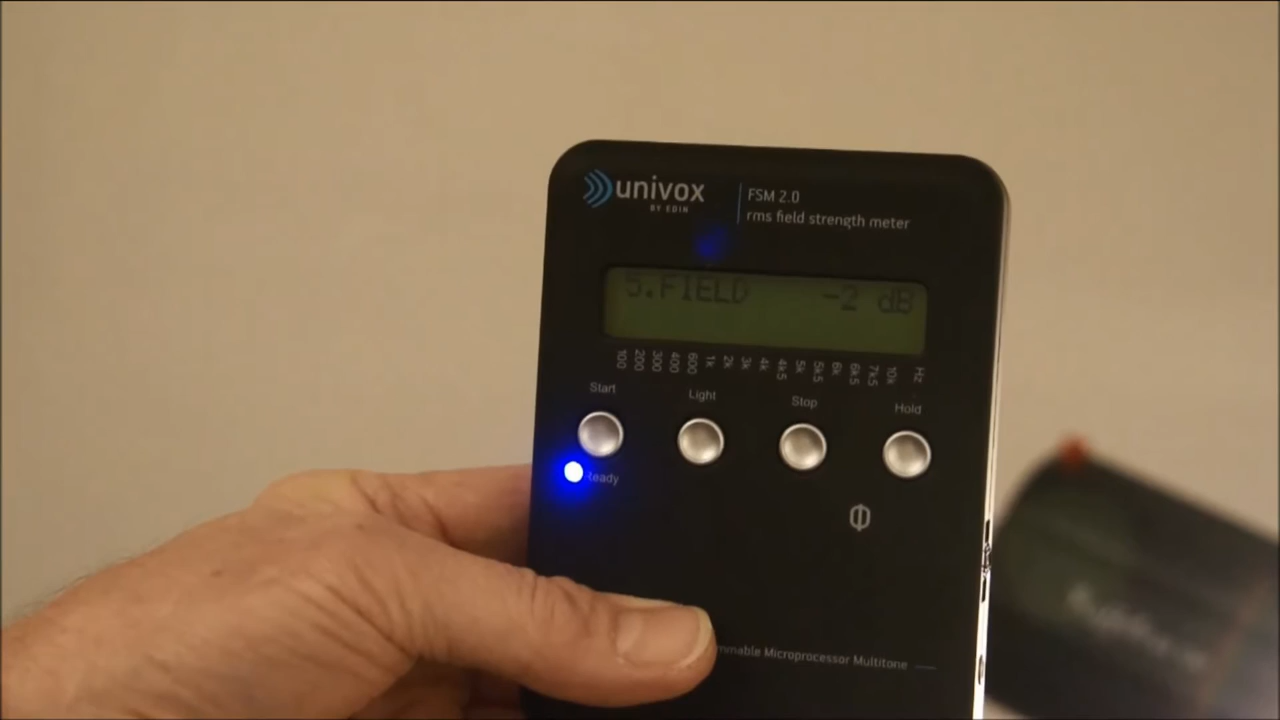 univox
BY EDIN
FSM 2.0
rms field strength meter
5.FIELD -2 dB
100 200 300 400 600 1k 2k 3k 4k 4k5 5k 5k5 6k 6k5 7k5 10k Hz
Start Light Stop Hold
Ready
mmable Microprocessor Multitone